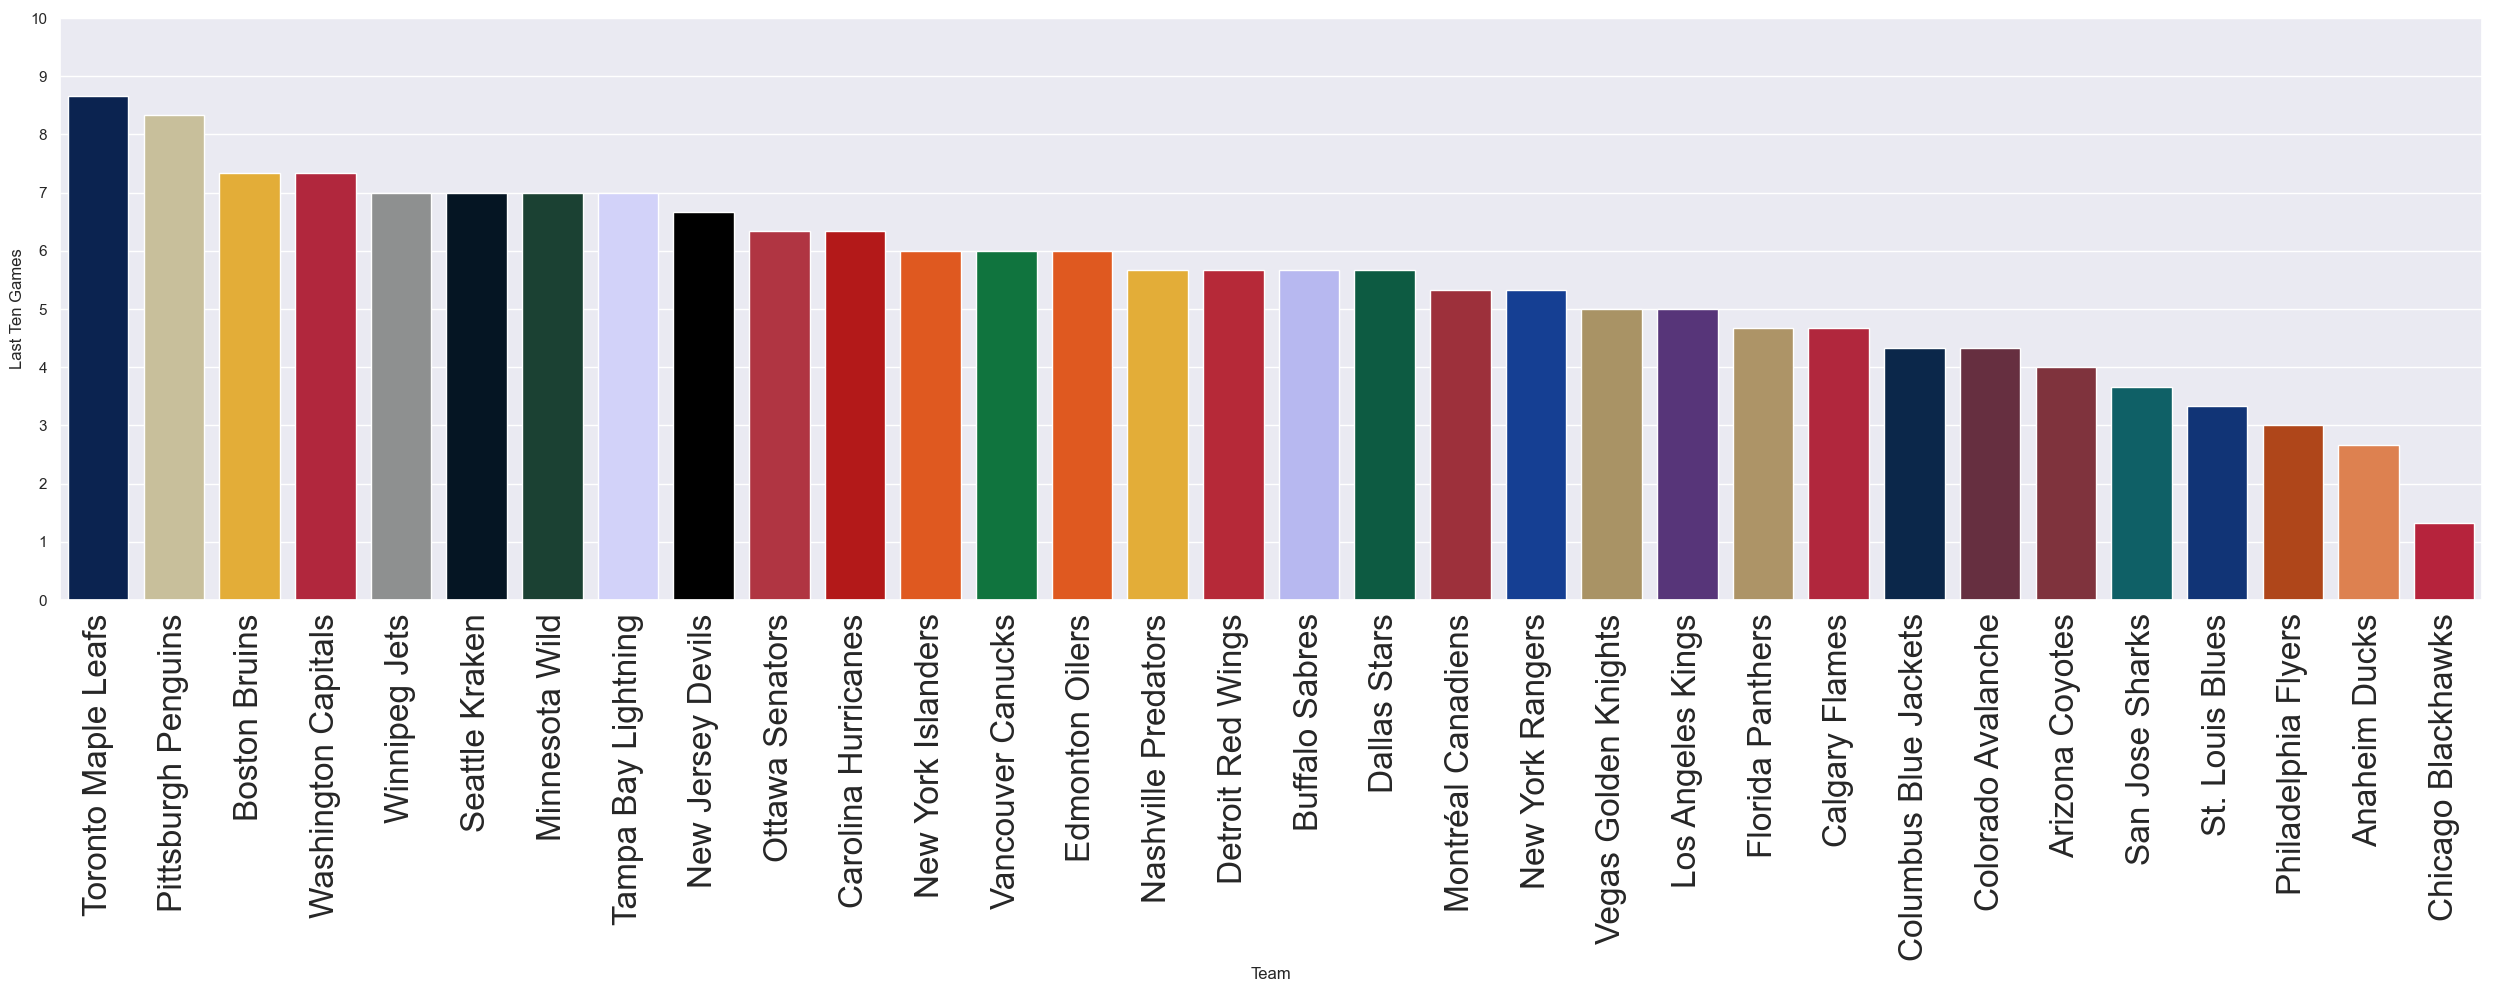 10
9
8
7
6
5
4
3
2
1
0
Last Ten Games
Toronto Maple Leafs
Pittsburgh Penguins
Boston Bruins
Washington Capitals
Winnipeg Jets
Seattle Kraken
Minnesota Wild
Tampa Bay Lightning
New Jersey Devils
Ottawa Senators
Carolina Hurricanes
New York Islanders
Vancouver Canucks
Edmonton Oilers
Nashville Predators
Detroit Red Wings
Buffalo Sabres
Dallas Stars
Montréal Canadiens
New York Rangers
Vegas Golden Knights
Los Angeles Kings
Florida Panthers
Calgary Flames
Columbus Blue Jackets
Colorado Avalanche
Arizona Coyotes
San Jose Sharks
St. Louis Blues
Philadelphia Flyers
Anaheim Ducks
Chicago Blackhawks
Team